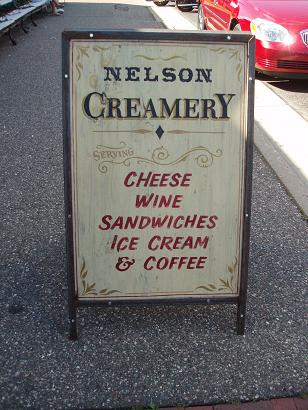 NELSON
CREAMERY
SERVING
CHEESE
WINE
SANDWICHES
ICE CREAM
& COFFEE